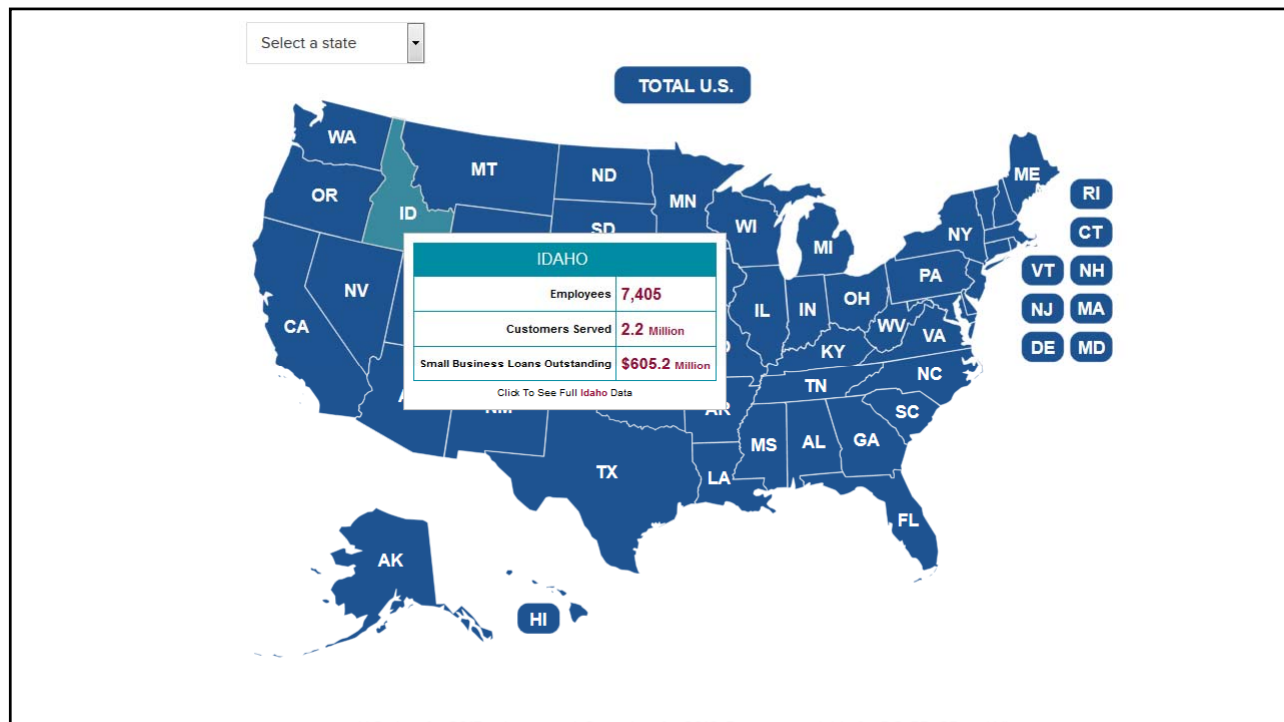 Select a state
TOTAL U.S.
WA
MT
ND
ME
OR
ID
MN
RI
SD
WI
NY
CT
MI
IDAHO
Employees 7,405
Customers Served 2.2 Million
Small Business Loans Outstanding $605.2 Million
Click To See Full Idaho Data
PA
VT NH
NV
IL
IN
OH
NJ MA
CA
WV
VA
KY
DE MD
NC
TN
AR
SC
NM
MS
AL
GA
TX
LA
FL
AK
HI